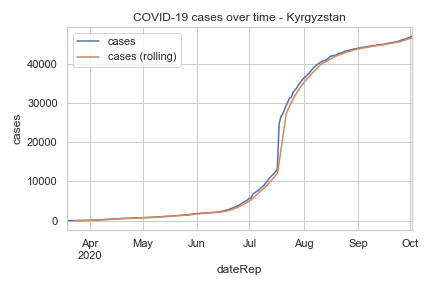 COVID-19 cases over time - Kyrgyzstan
cases
cases (rolling)
40000
30000
20000
10000
0
cases
Apr
2020
May
Jun
Jul
Aug
Sep
Oct
dateRep